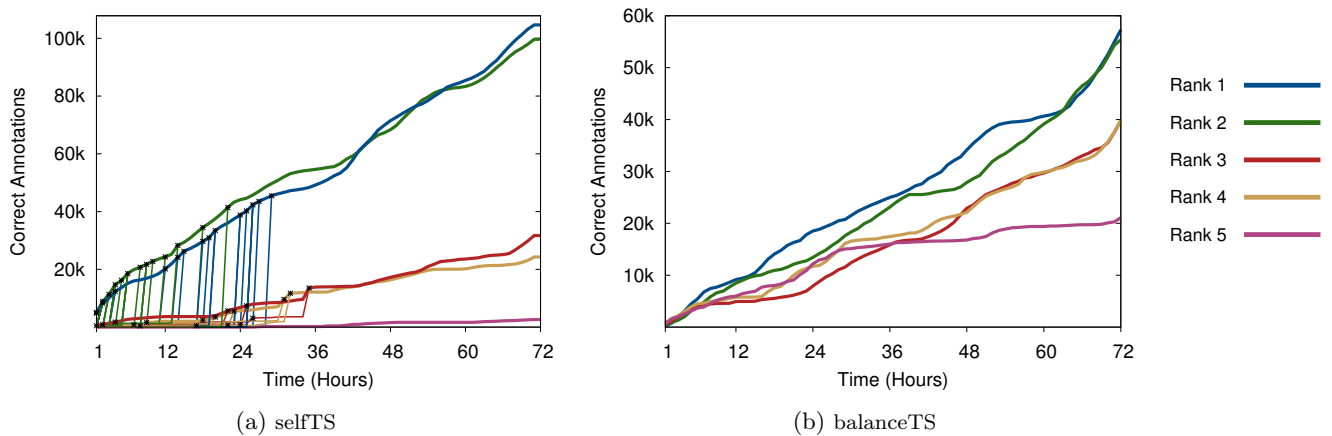 100k
80k
60k
40k
20k
Correct Annotations
1 12 24 36 48 60 72
Time (Hours)
(a) selfTS
60k
50k
40k
30k
20k
10k
Correct Annotations
1 12 24 36 48 60 72
Time (Hours)
(b) balanceTS
Rank 1
Rank 2
Rank 3
Rank 4
Rank 5